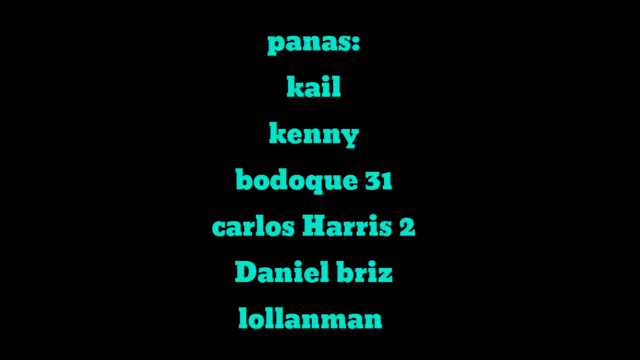 panas:
kail
kenny
bodoque 31
carlos Harris 2
Daniel briz
lollanman